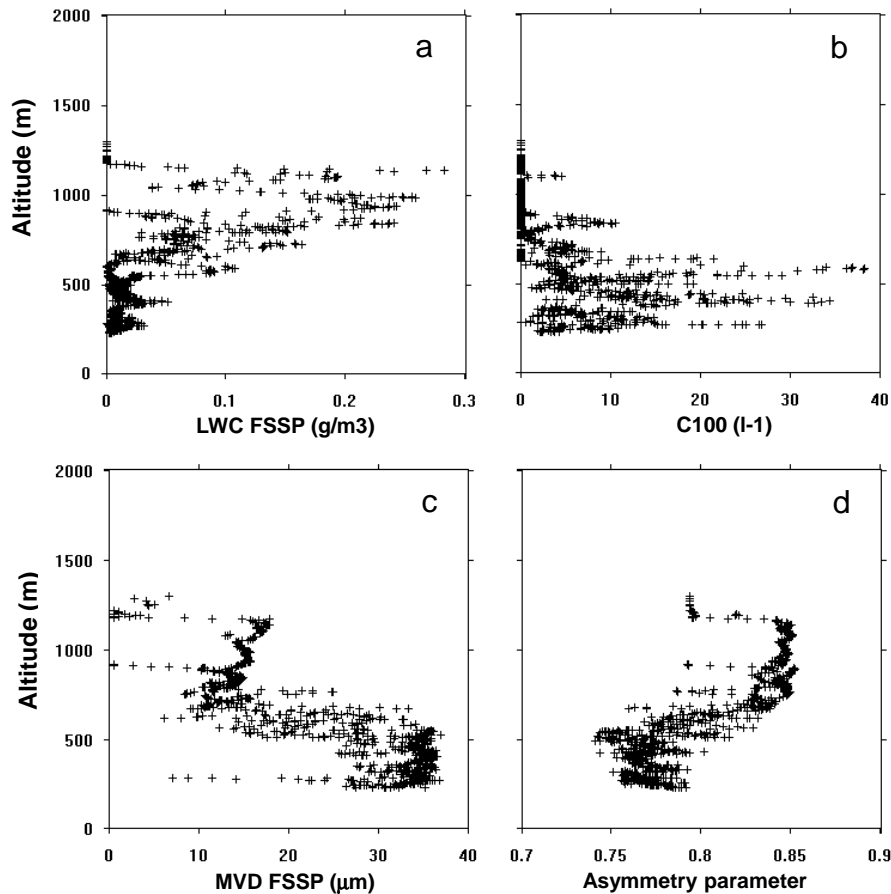 2000
1500
1000
500
0
Altitude (m)
a
0
0.1
0.2
0.3
LWC FSSP (g/m3)
b
0
10
20
30
40
C100 (l-1)
2000
1500
1000
500
0
Altitude (m)
c
0
10
20
30
40
MVD FSSP (µm)
d
0.7
0.75
0.8
0.85
0.9
Asymmetry parameter